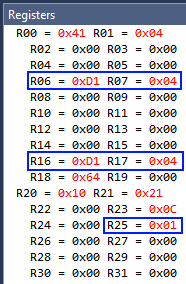 Registers
R00 = 0x41 R01 = 0x04
R02 = 0x00 R03 = 0x00
R04 = 0x00 R05 = 0x00
R06 = 0xD1 R07 = 0x04
R08 = 0x00 R09 = 0x00
R10 = 0x00 R11 = 0x00
R12 = 0x00 R13 = 0x00
R14 = 0x00 R15 = 0x00
R16 = 0xD1 R17 = 0x04
R18 = 0x64 R19 = 0x00
R20 = 0x10 R21 = 0x21
R22 = 0x00 R23 = 0x0C
R24 = 0x00 R25 = 0x01
R26 = 0x00 R27 = 0x00
R28 = 0x00 R29 = 0x00
R30 = 0x00 R31 = 0x00